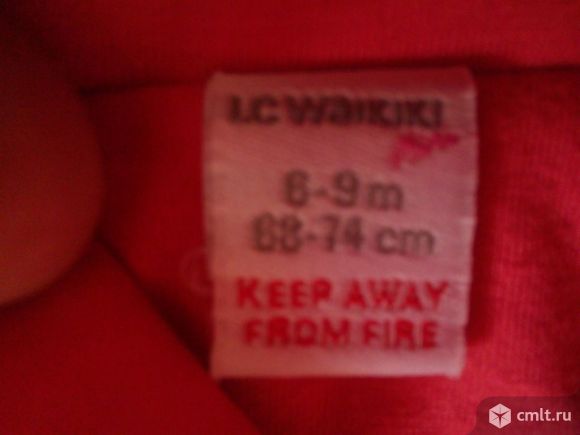 LC WAIKIKI
6-9 m
68-74 cm
KEEP AWAY
FROM FIRE
cmlt.ru